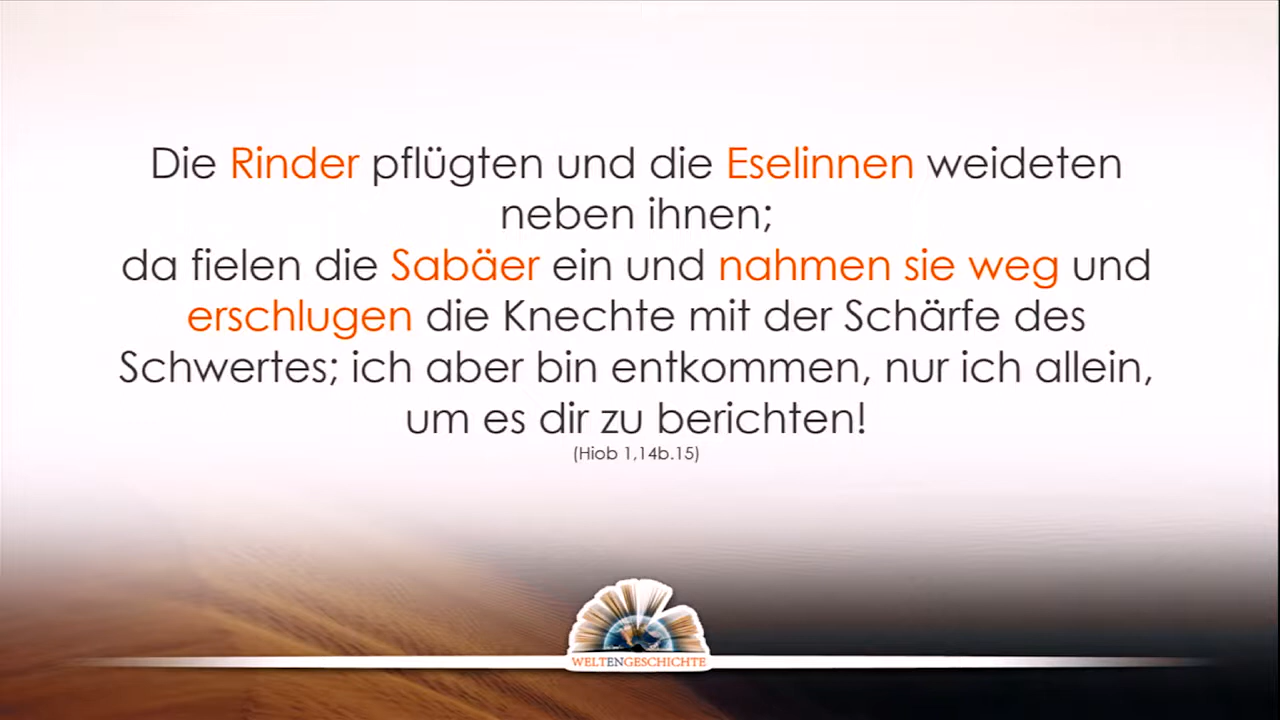 Die Rinder pflügten und die Eselinnen weideten
neben ihnen;
da fielen die Sabäer ein und nahmen sie weg und
erschlugen die Knechte mit der Schärfe des
Schwertes; ich aber bin entkommen, nur ich allein,
um es dir zu berichten!
(Hiob 1,14b.15)
WELTENGESCHICHTE